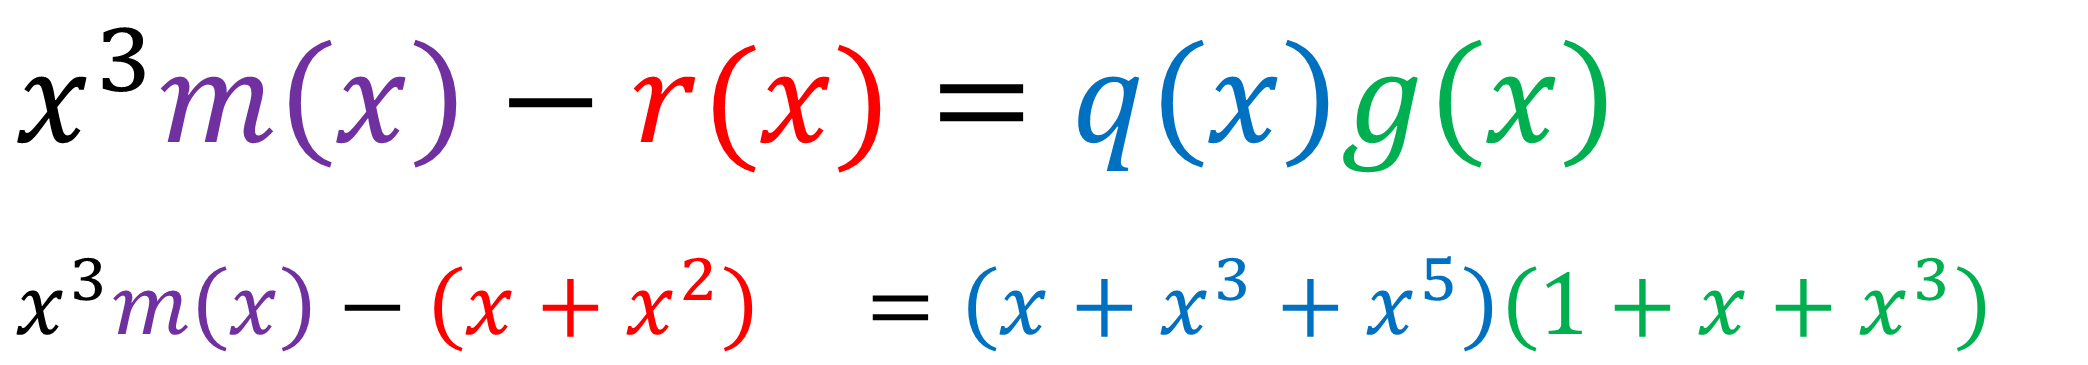 x³m(x) − r(x) = q(x)g(x)
x³m(x) − (x + x²) = (x + x³ + x⁵)(1 + x + x³)